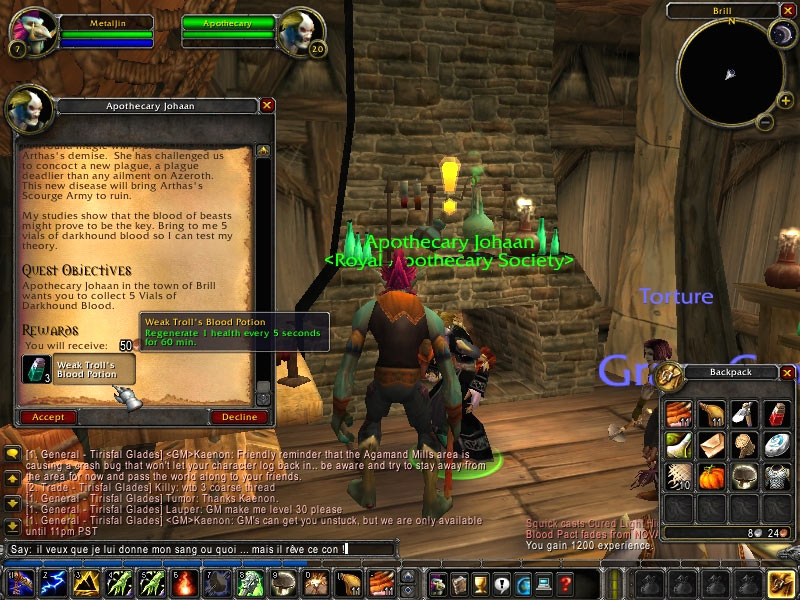 MetalJin
7
Apothecary
20
Brill
N
Apothecary Johaan
Arthas's demise. She has challenged us
to concoct a new plague, a plague
deadlier than any ailment on Azeroth.
This new disease will bring Arthas's
Scourge Army to ruin.
My studies show that the blood of beasts
might prove to be the key. Bring to me 5
vials of darkhound blood so I can test my
theory.
Quest Objectives
Apothecary Johaan in the town of Brill
wants you to collect 5 Vials of
Darkhound Blood.
Rewards
You will receive: 50
3
Weak Troll's
Blood Potion
Accept
Decline
Weak Troll's Blood Potion
Regenerate 1 health every 5 seconds
for 60 min.
Apothecary Johaan
<Royal Apothecary Society>
Torture
Backpack
11
11
10
8 24
[1. General - Tirisfal Glades] <GM>Kaenon: Friendly reminder that the Agamand Mills area is
causing a crash bug that won't let your character log back in.. be aware and try to stay away from
the area for now and pass the world along to your friends.
[2. Trade - Tirisfal Glades] Killy: wtb 3 coarse thread
[1. General - Tirisfal Glades] Tumor: Thanks Kaenon.
[1. General - Tirisfal Glades] Lauper: GM make me level 30 please
[1. General - Tirisfal Glades] <GM>Kaenon: GM's can get you unstuck, but we are only available
until 11pm PST
Squick casts Cured Light
Blood Pact fades from
You gain 1200 experience.
Say: il veux que je lui donne mon sang ou quoi ... mais il rêve ce con !